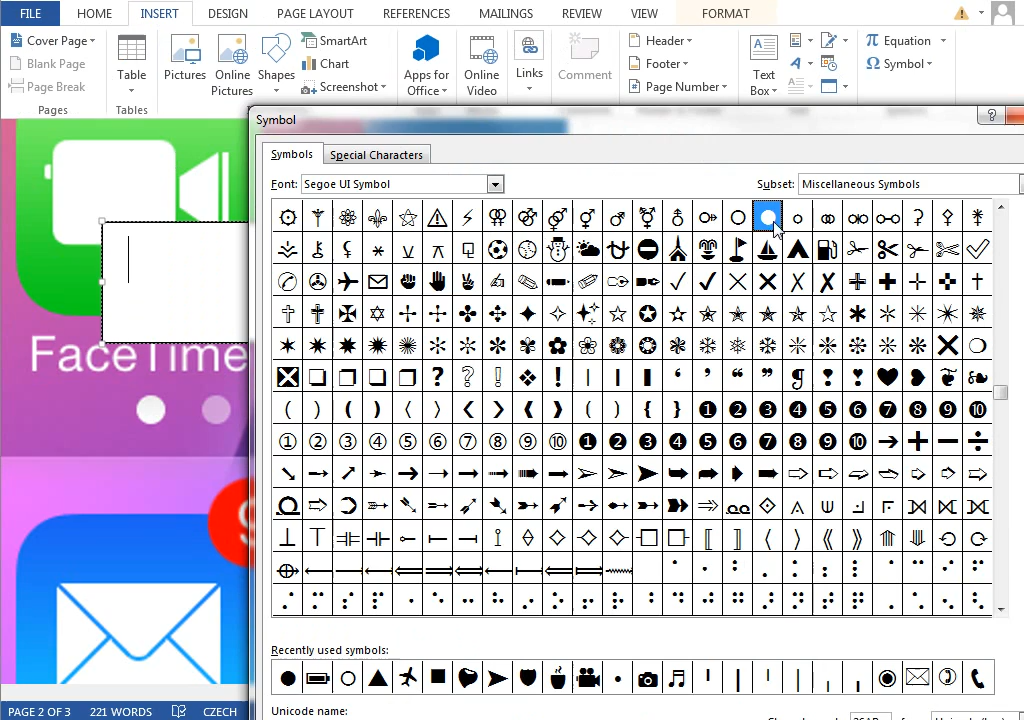 FILE HOME INSERT DESIGN PAGE LAYOUT REFERENCES MAILINGS REVIEW VIEW FORMAT
Cover Page
Blank Page
Page Break
Pages
Table
Tables
Pictures
Online Pictures
Shapes
SmartArt
Chart
Screenshot
Apps for Office
Online Video
Links
Comment
Header
Footer
Page Number
Text Box
Equation
Symbol
Symbol
Symbols Special Characters
Font: Segoe UI Symbol Subset: Miscellaneous Symbols
FaceTime
Recently used symbols:
Unicode name:
PAGE 2 OF 3 221 WORDS CZECH